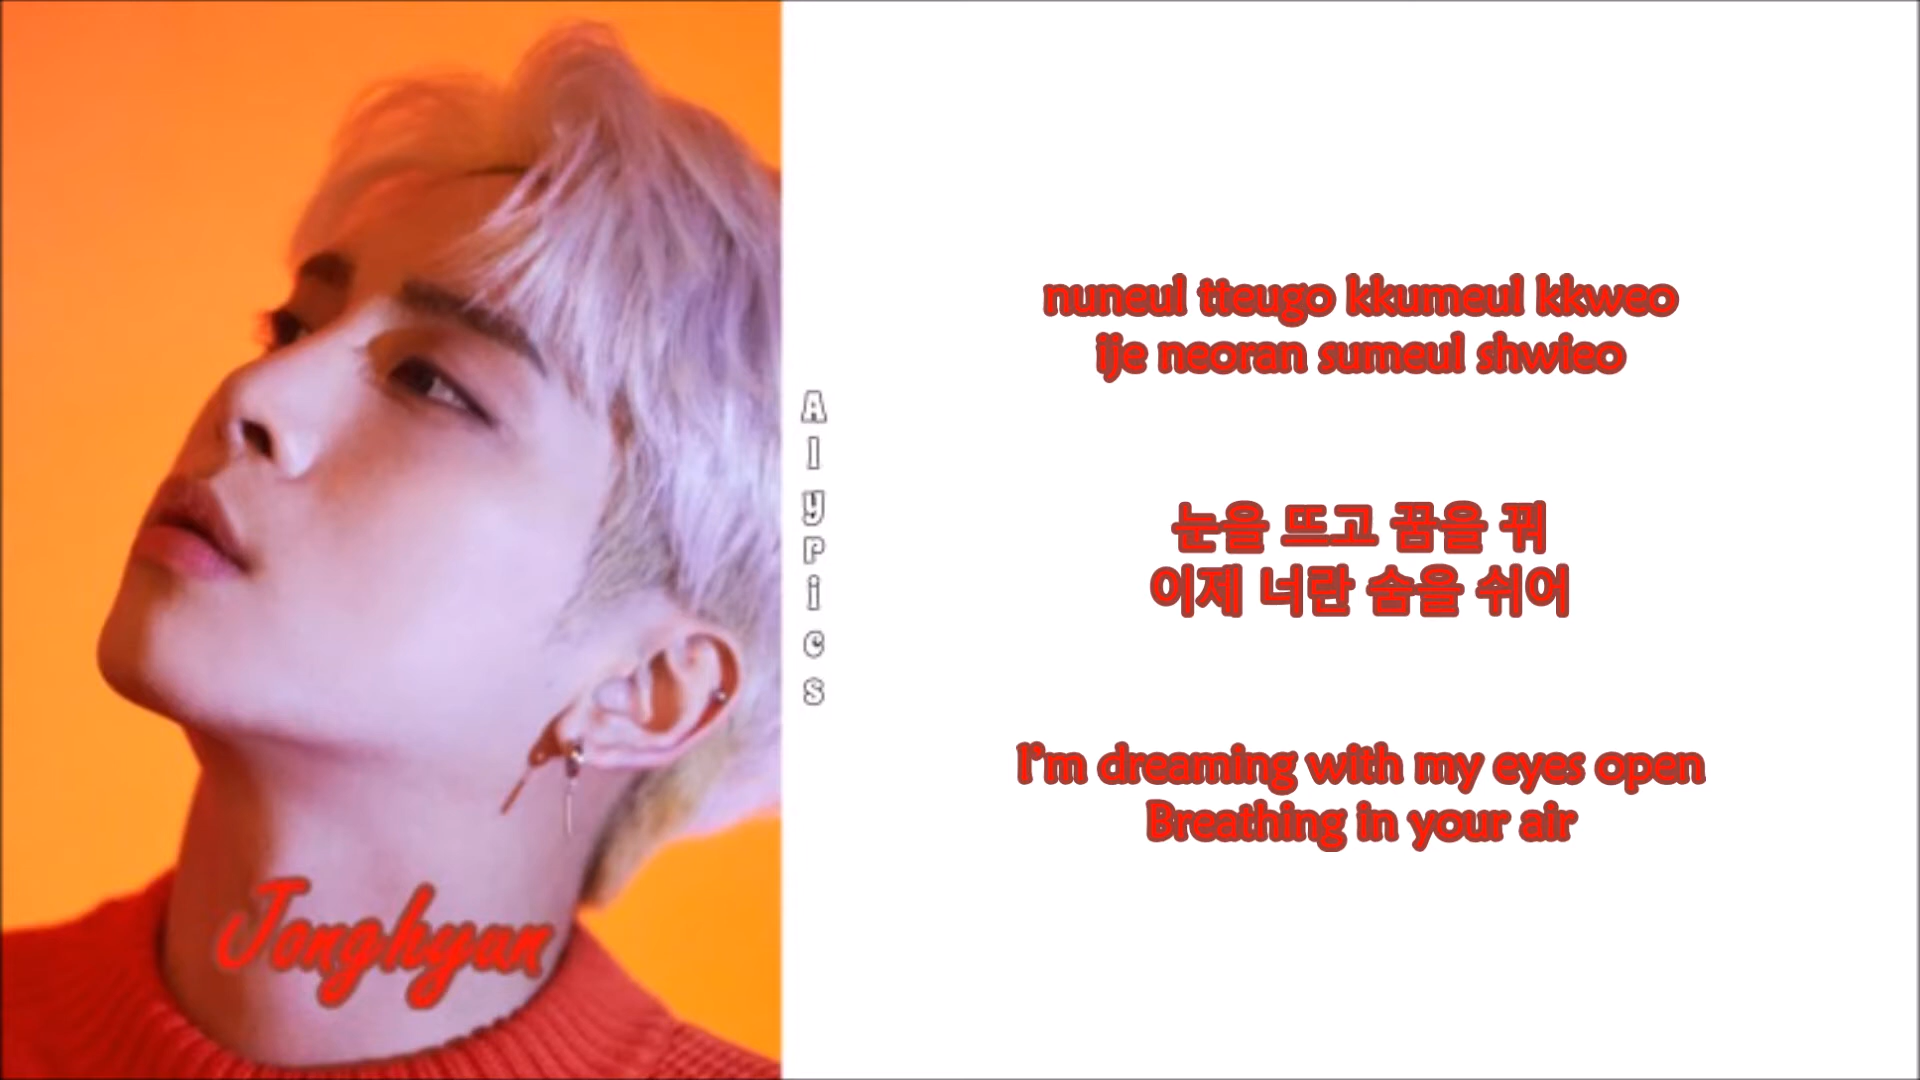 Jonghyun
AlyPics
nuneul tteugo kkumeul kkweo
ije neoran sumeul shwieo
눈을 뜨고 꿈을 꿔
이제 너란 숨을 쉬어
I'm dreaming with my eyes open
Breathing in your air